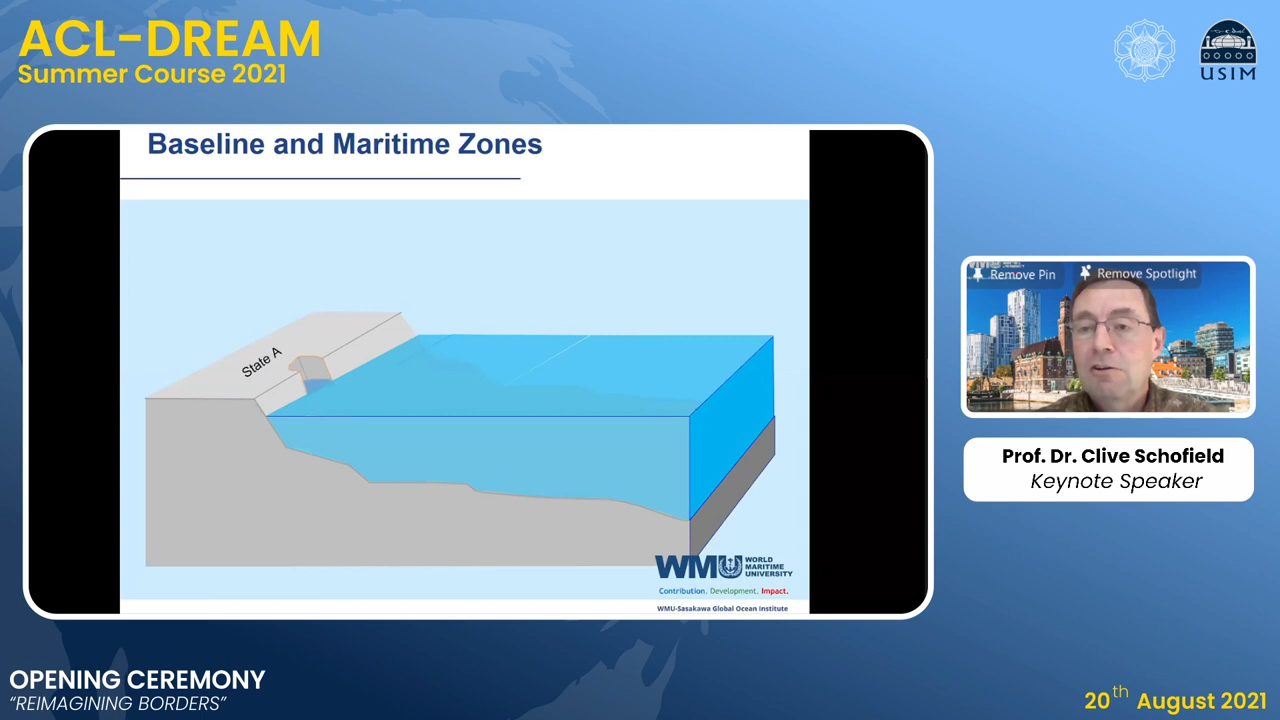 ACL-DREAM
Summer Course 2021
USIM
Baseline and Maritime Zones
State A
WMU WORLD
MARITIME
UNIVERSITY
Contribution. Development. Impact.
WMU-Sasakawa Global Ocean Institute
Remove Pin
Remove Spotlight
Prof. Dr. Clive Schofield
Keynote Speaker
OPENING CEREMONY
“REIMAGINING BORDERS”
20th August 2021